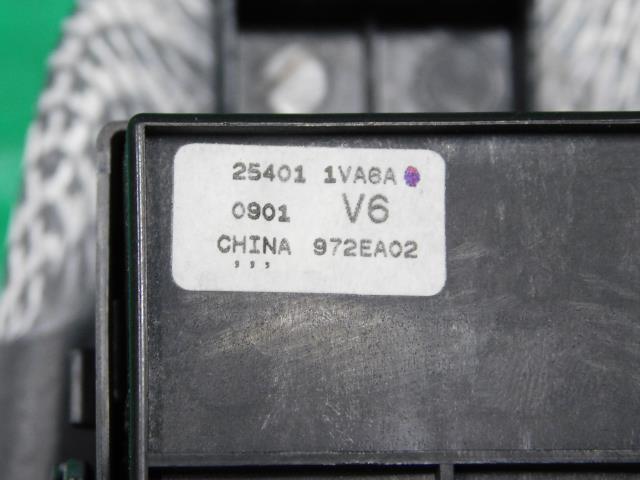 25401 1VA6A
0901 V6
CHINA 972EA02
, , ,